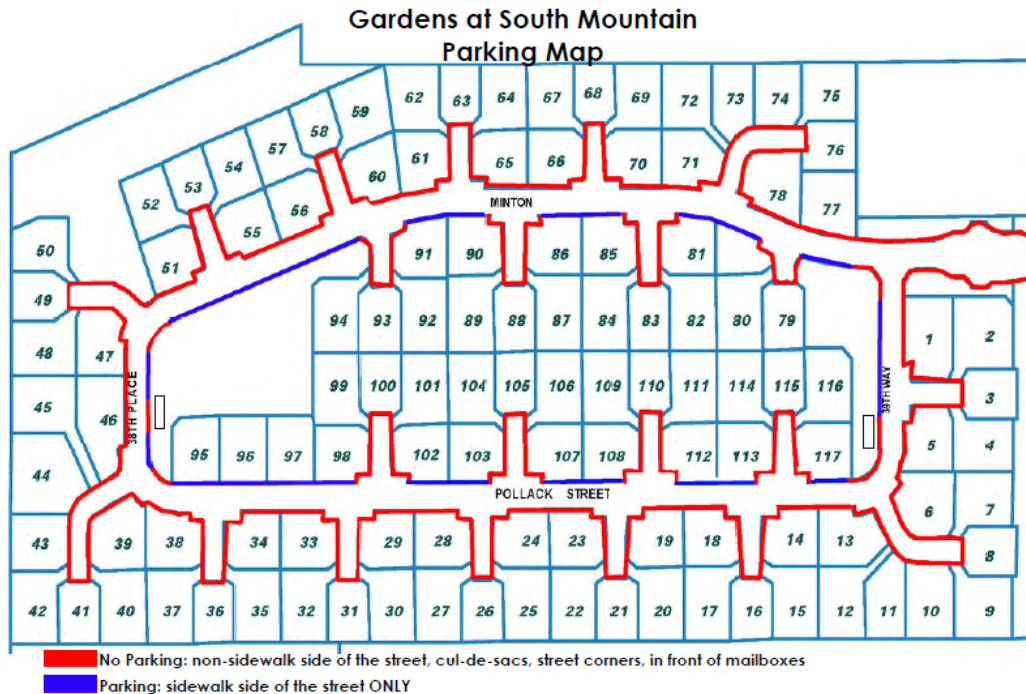 Gardens at South Mountain
Parking Map
62 63 64 67 68 69 72 73 74 75
59
58
57
54
53
52
61 65 66 70 71 76
60
56
55
51
78 77
MINTON
50
49
91 90 86 85 81
94 93 92 89 88 87 84 83 82 80 79
1 2
48 47
38TH PLACE
39TH WAY
99 100 101 104 105 106 109 110 111 114 115 116
3
45 46
95 96 97 98 102 103 107 108 112 113 117
5 4
44
POLLACK STREET
6 7
43 39 38 34 33 29 28 24 23 19 18 14 13
8
42 41 40 37 36 35 32 31 30 27 26 25 22 21 20 17 16 15 12 11 10 9
No Parking: non-sidewalk side of the street, cul-de-sacs, street corners, in front of mailboxes
Parking: sidewalk side of the street ONLY